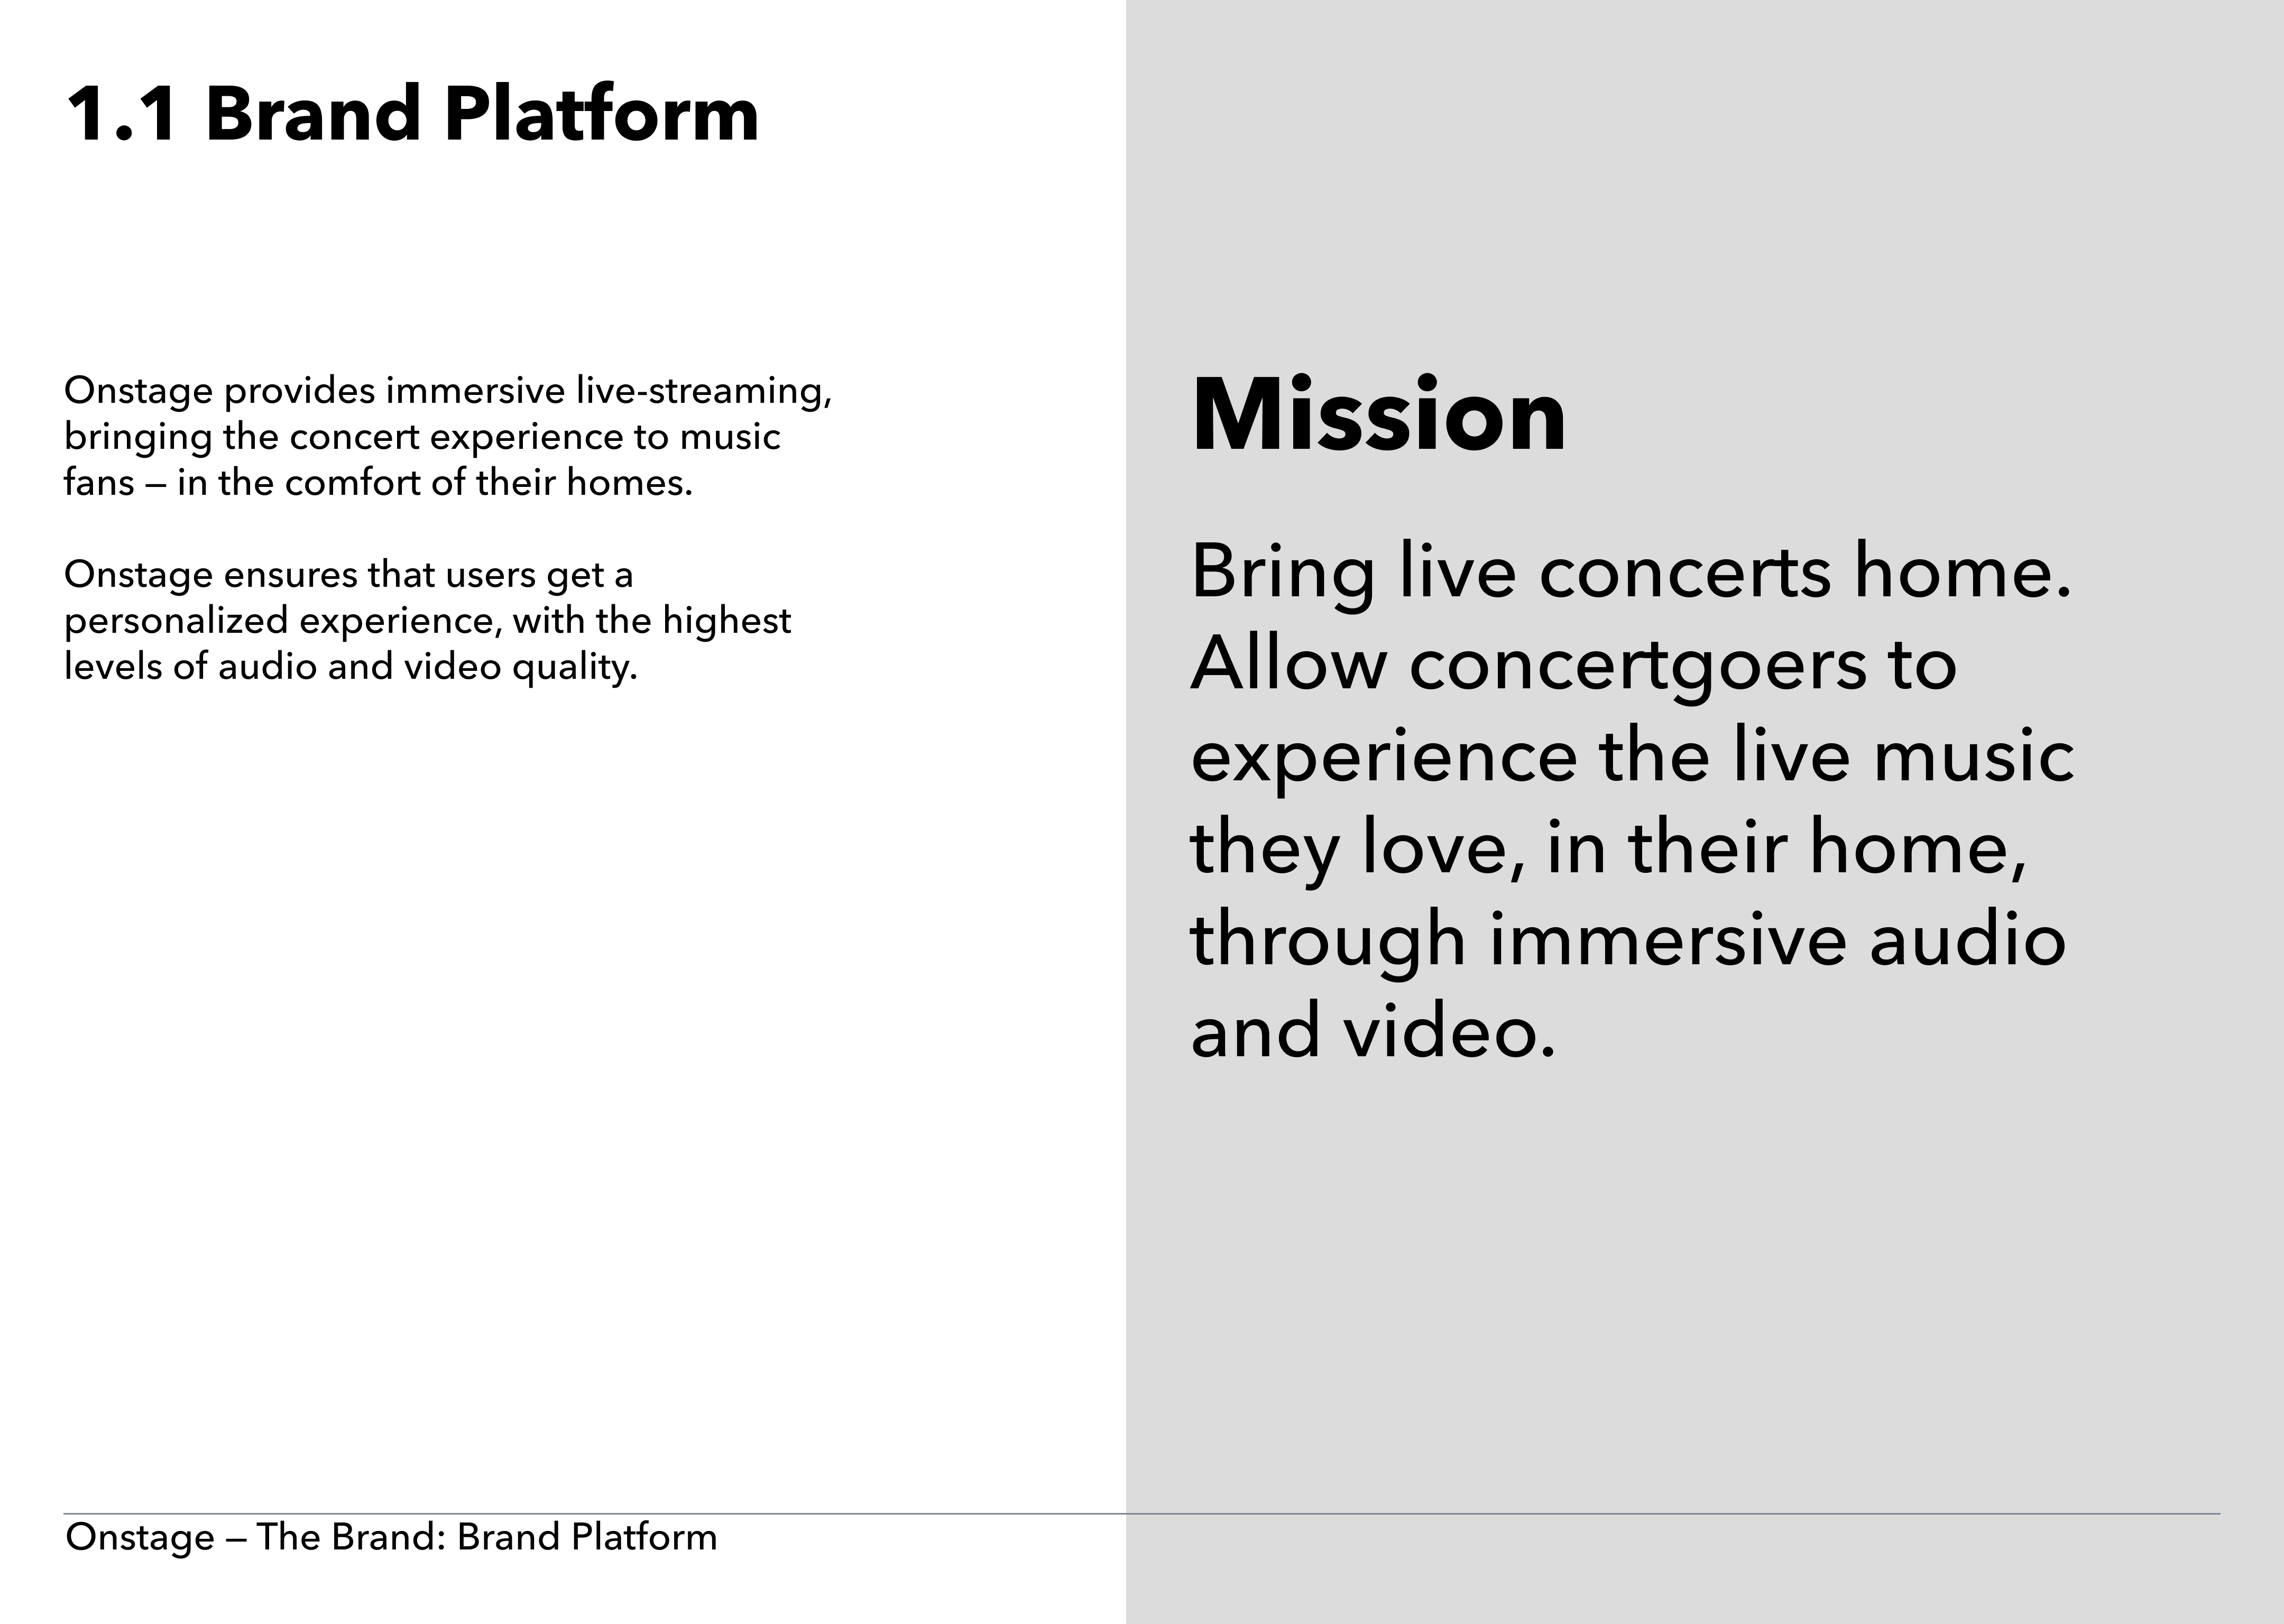 1.1 Brand Platform
Onstage provides immersive live-streaming,
bringing the concert experience to music
fans – in the comfort of their homes.
Onstage ensures that users get a
personalized experience, with the highest
levels of audio and video quality.
Mission
Bring live concerts home.
Allow concertgoers to
experience the live music
they love, in their home,
through immersive audio
and video.
Onstage – The Brand: Brand Platform